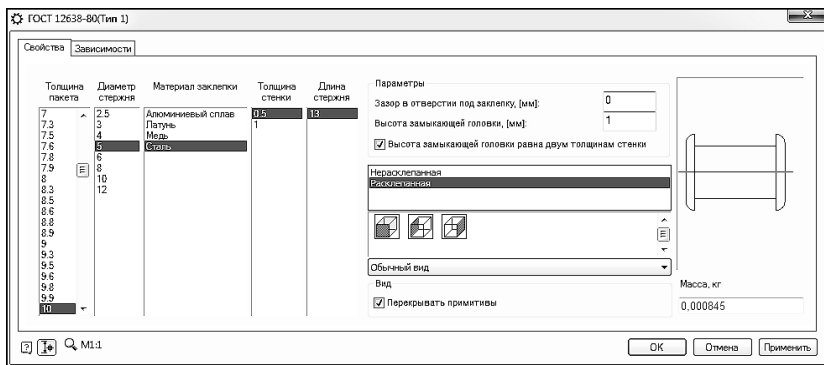 ГОСТ 12638-80(Тип 1)
Свойства Зависимости
Толщина пакета
7
7.3
7.5
7.6
7.8
7.9
8
8.3
8.5
8.6
8.8
8.9
9
9.3
9.5
9.6
9.8
9.9
10
Диаметр стержня
2.5
3
4
5
6
8
10
12
Материал заклепки
Алюминиевый сплав
Латунь
Медь
Сталь
Толщина стенки
0.5
1
Длина стержня
13
Параметры
Зазор в отверстии под заклепку, [мм]: 0
Высота замыкающей головки, [мм]: 1
Высота замыкающей головки равна двум толщинам стенки
Нерасклепанная
Расклепанная
Обычный вид
Вид
Перекрывать примитивы
Масса, кг
0,000845
М1:1
ОК Отмена Применить